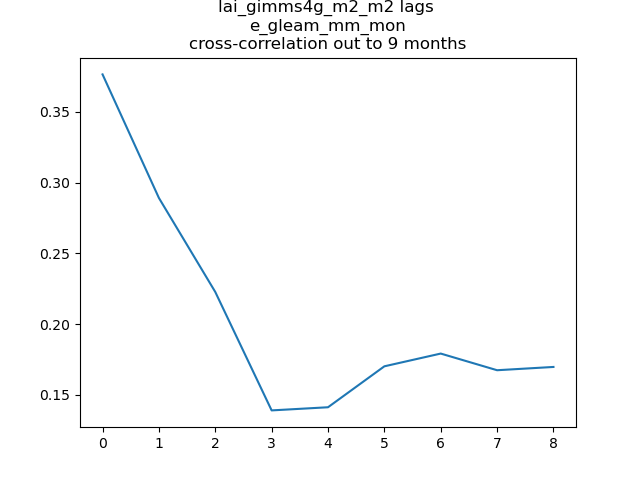 lai_gimms4g_m2_m2 lags
e_gleam_mm_mon
cross-correlation out to 9 months
0.35
0.30
0.25
0.20
0.15
0 1 2 3 4 5 6 7 8